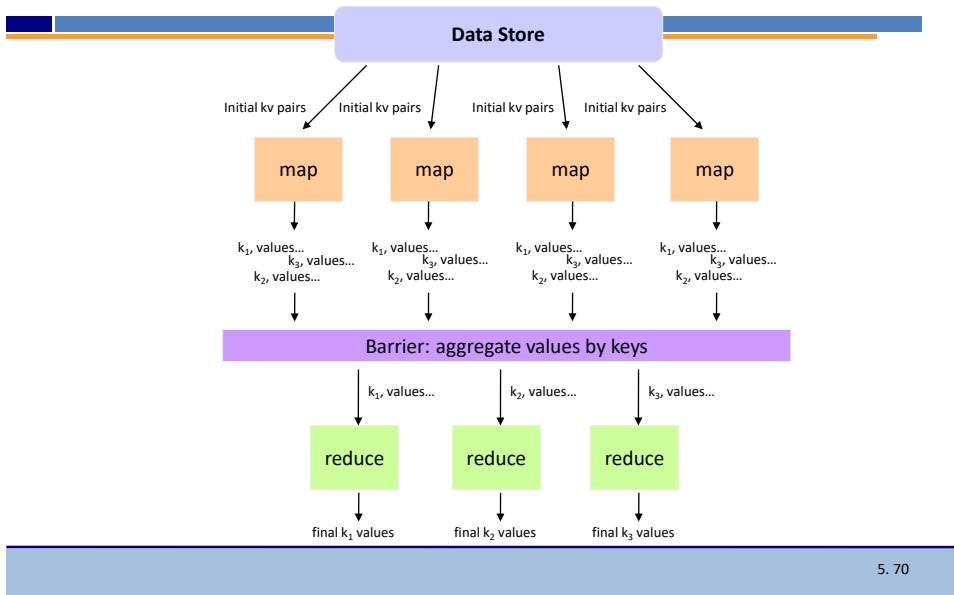 Data Store
Initial kv pairs Initial kv pairs Initial kv pairs Initial kv pairs
map map map map
k₁, values… k₁, values… k₁, values… k₁, values…
k₃, values… k₃, values… k₃, values… k₃, values…
k₂, values… k₂, values… k₂, values… k₂, values…
Barrier: aggregate values by keys
k₁, values… k₂, values… k₃, values…
reduce reduce reduce
final k₁ values final k₂ values final k₃ values
5. 70